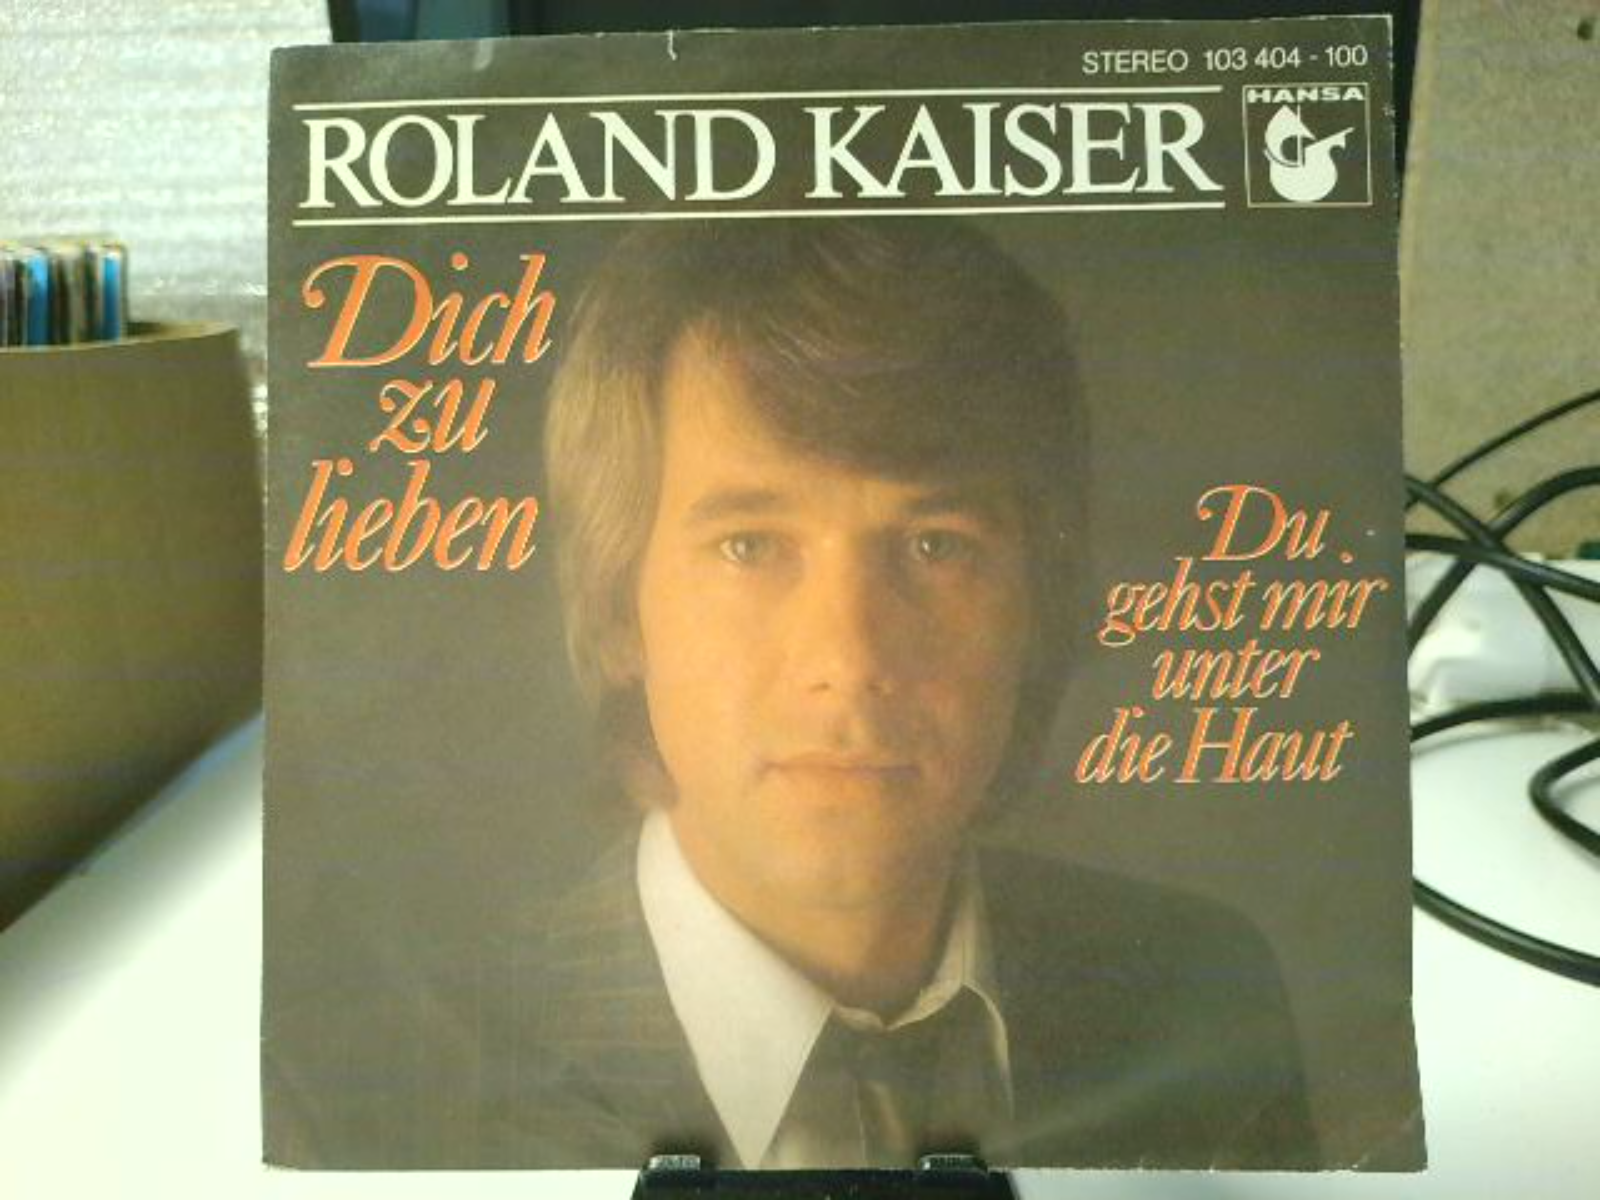 STEREO 103 404 - 100
ROLAND KAISER
HANSA
Dich
zu
lieben
Du
gehst mir
unter
die Haut